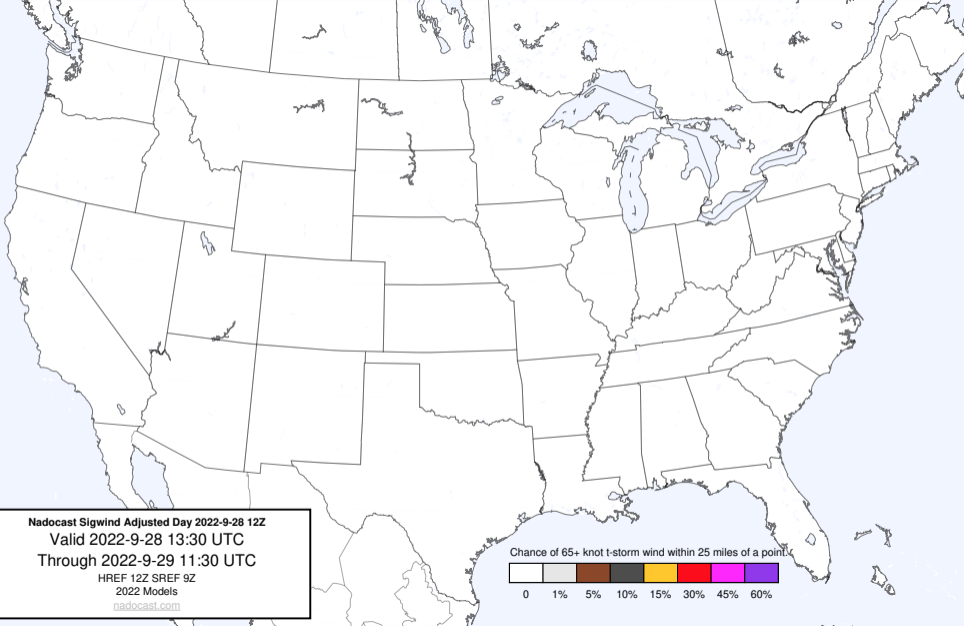 Nadocast Sigwind Adjusted Day 2022-9-28 12Z
Valid 2022-9-28 13:30 UTC
Through 2022-9-29 11:30 UTC
HREF 12Z SREF 9Z
2022 Models
nadocast.com
Chance of 65+ knot t-storm wind within 25 miles of a point.
0 1% 5% 10% 15% 30% 45% 60%